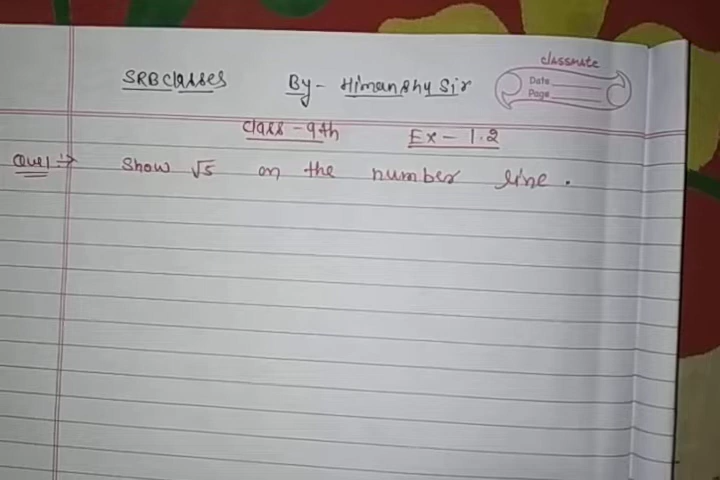 classmate
SRB Classes By - Himanshu Sir
Date
Page
Class - 9th Ex - 1.2
Que1 :→ Show √5 on the number line .